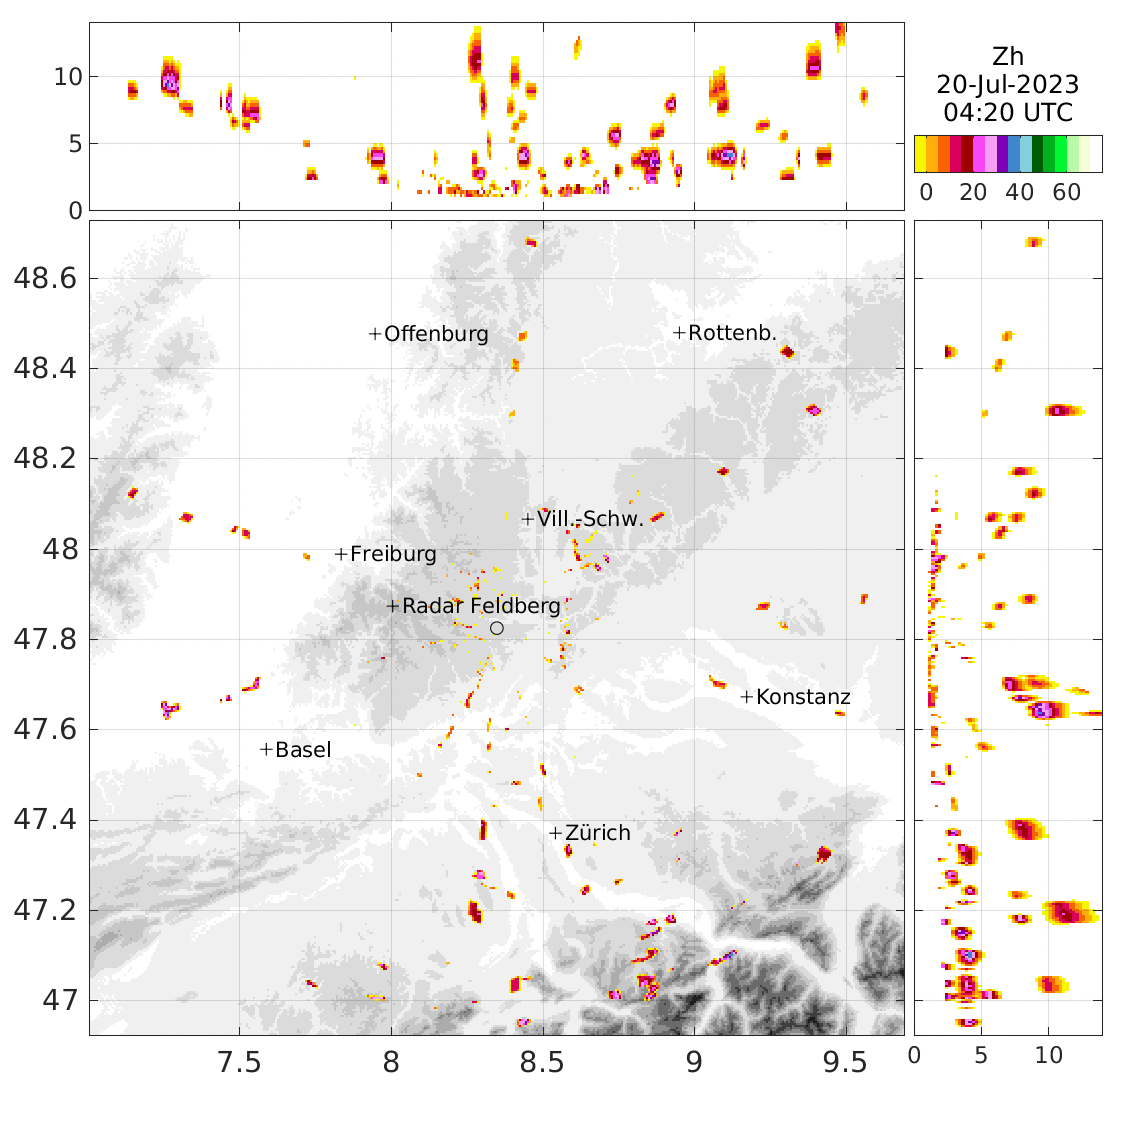 10
5
0
Zh
20-Jul-2023
04:20 UTC
0 20 40 60
48.6
48.4
48.2
48
47.8
47.6
47.4
47.2
47
+Offenburg
+Rottenb.
+Vill.-Schw.
+Freiburg
+Radar Feldberg
+Konstanz
+Basel
+Zürich
7.5 8 8.5 9 9.5
0 5 10